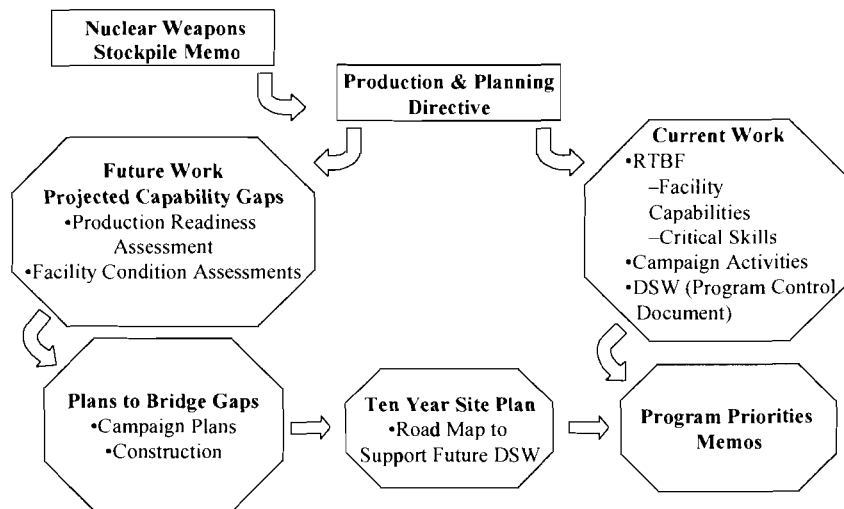 Nuclear Weapons
Stockpile Memo
Production & Planning
Directive
Future Work
Projected Capability Gaps
•Production Readiness
Assessment
•Facility Condition Assessments
Current Work
•RTBF
–Facility
Capabilities
–Critical Skills
•Campaign Activities
•DSW (Program Control
Document)
Plans to Bridge Gaps
•Campaign Plans
•Construction
Ten Year Site Plan
•Road Map to
Support Future DSW
Program Priorities
Memos